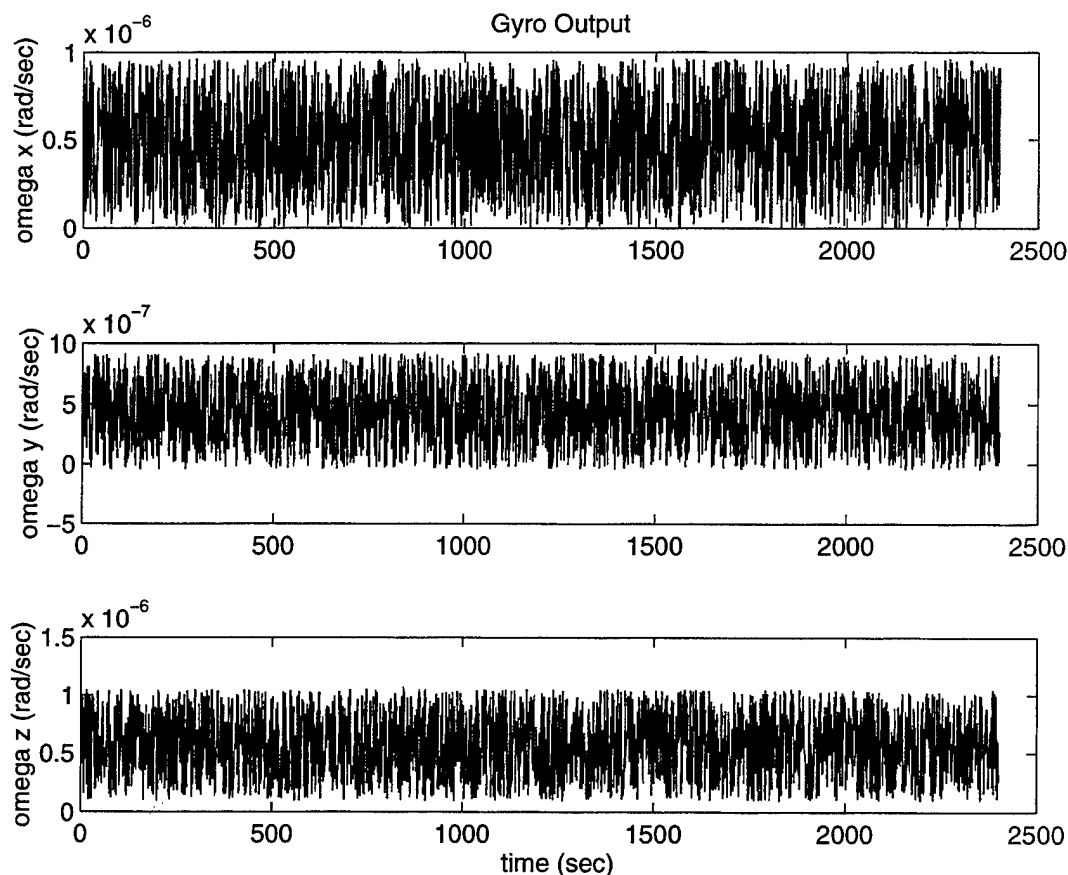 Gyro Output
x 10^-6
1
0.5
0
omega x (rad/sec)
0 500 1000 1500 2000 2500
x 10^-7
10
5
0
−5
omega y (rad/sec)
0 500 1000 1500 2000 2500
x 10^-6
1.5
1
0.5
0
omega z (rad/sec)
0 500 1000 1500 2000 2500
time (sec)